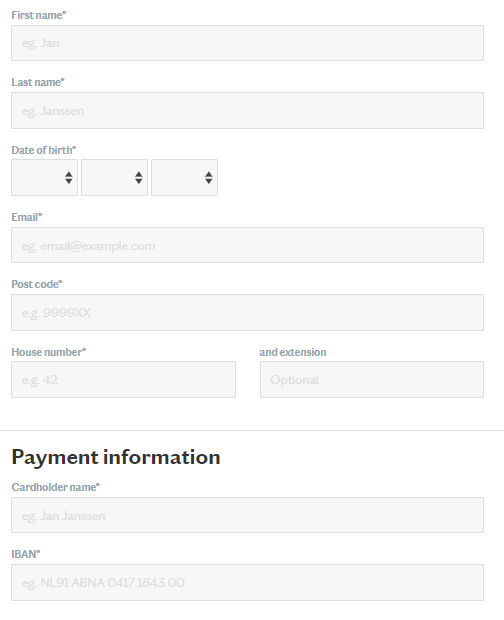 First name*
eg. Jan
Last name*
eg. Janssen
Date of birth*
Email*
eg. email@example.com
Post code*
e.g. 9999XX
House number* and extension
e.g. 42 Optional
Payment information
Cardholder name*
eg. Jan Janssen
IBAN*
eg. NL91 ABNA 0417 1643 00